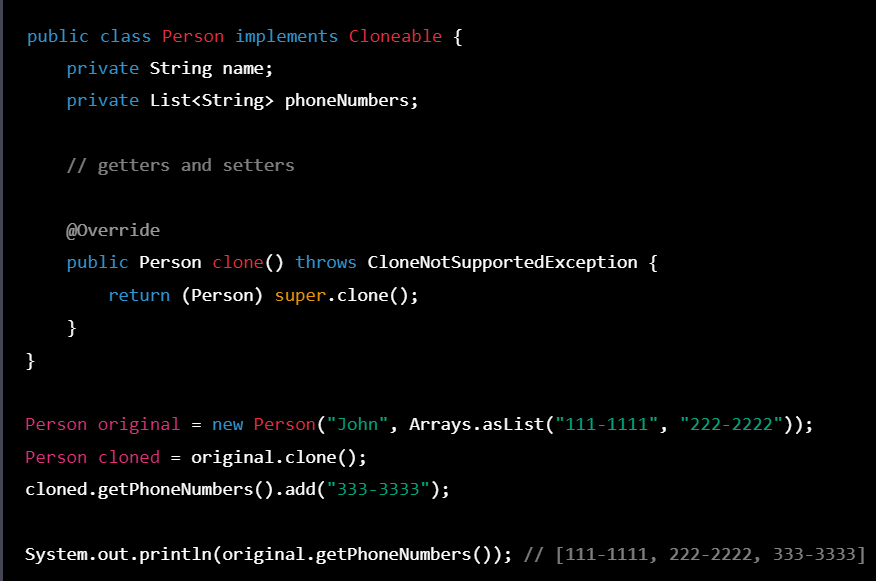 public class Person implements Cloneable {
    private String name;
    private List<String> phoneNumbers;

    // getters and setters

    @Override
    public Person clone() throws CloneNotSupportedException {
        return (Person) super.clone();
    }
}

Person original = new Person("John", Arrays.asList("111-1111", "222-2222"));
Person cloned = original.clone();
cloned.getPhoneNumbers().add("333-3333");

System.out.println(original.getPhoneNumbers()); // [111-1111, 222-2222, 333-3333]